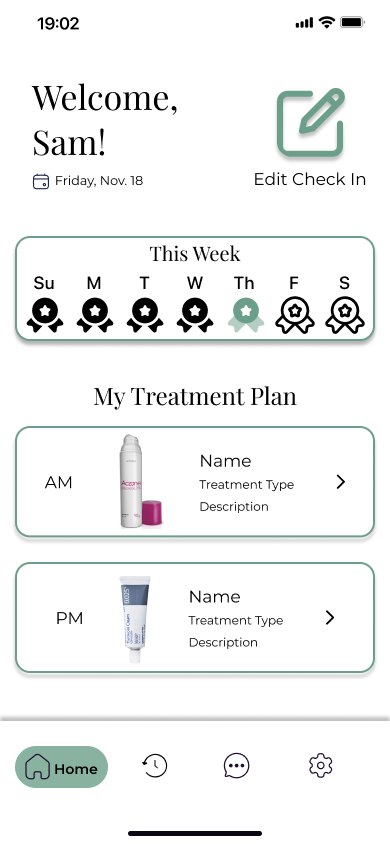 19:02
Welcome,
Sam!
Friday, Nov. 18
Edit Check In
This Week
Su M T W Th F S
My Treatment Plan
AM
Aczone
Name
Treatment Type
Description
PM
Name
Treatment Type
Description
Home